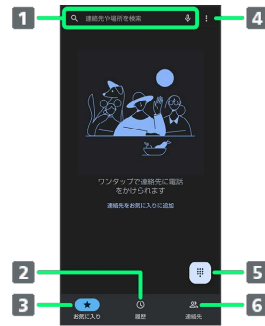 1
連絡先や場所を検索
4
ワンタップで連絡先に電話
をかけられます
連絡先をお気に入りに追加
2
3
5
6
お気に入り
履歴
連絡先